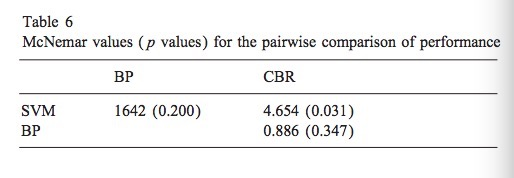 Table 6
McNemar values (p values) for the pairwise comparison of performance
BP CBR
SVM 1642 (0.200) 4.654 (0.031)
BP 0.886 (0.347)